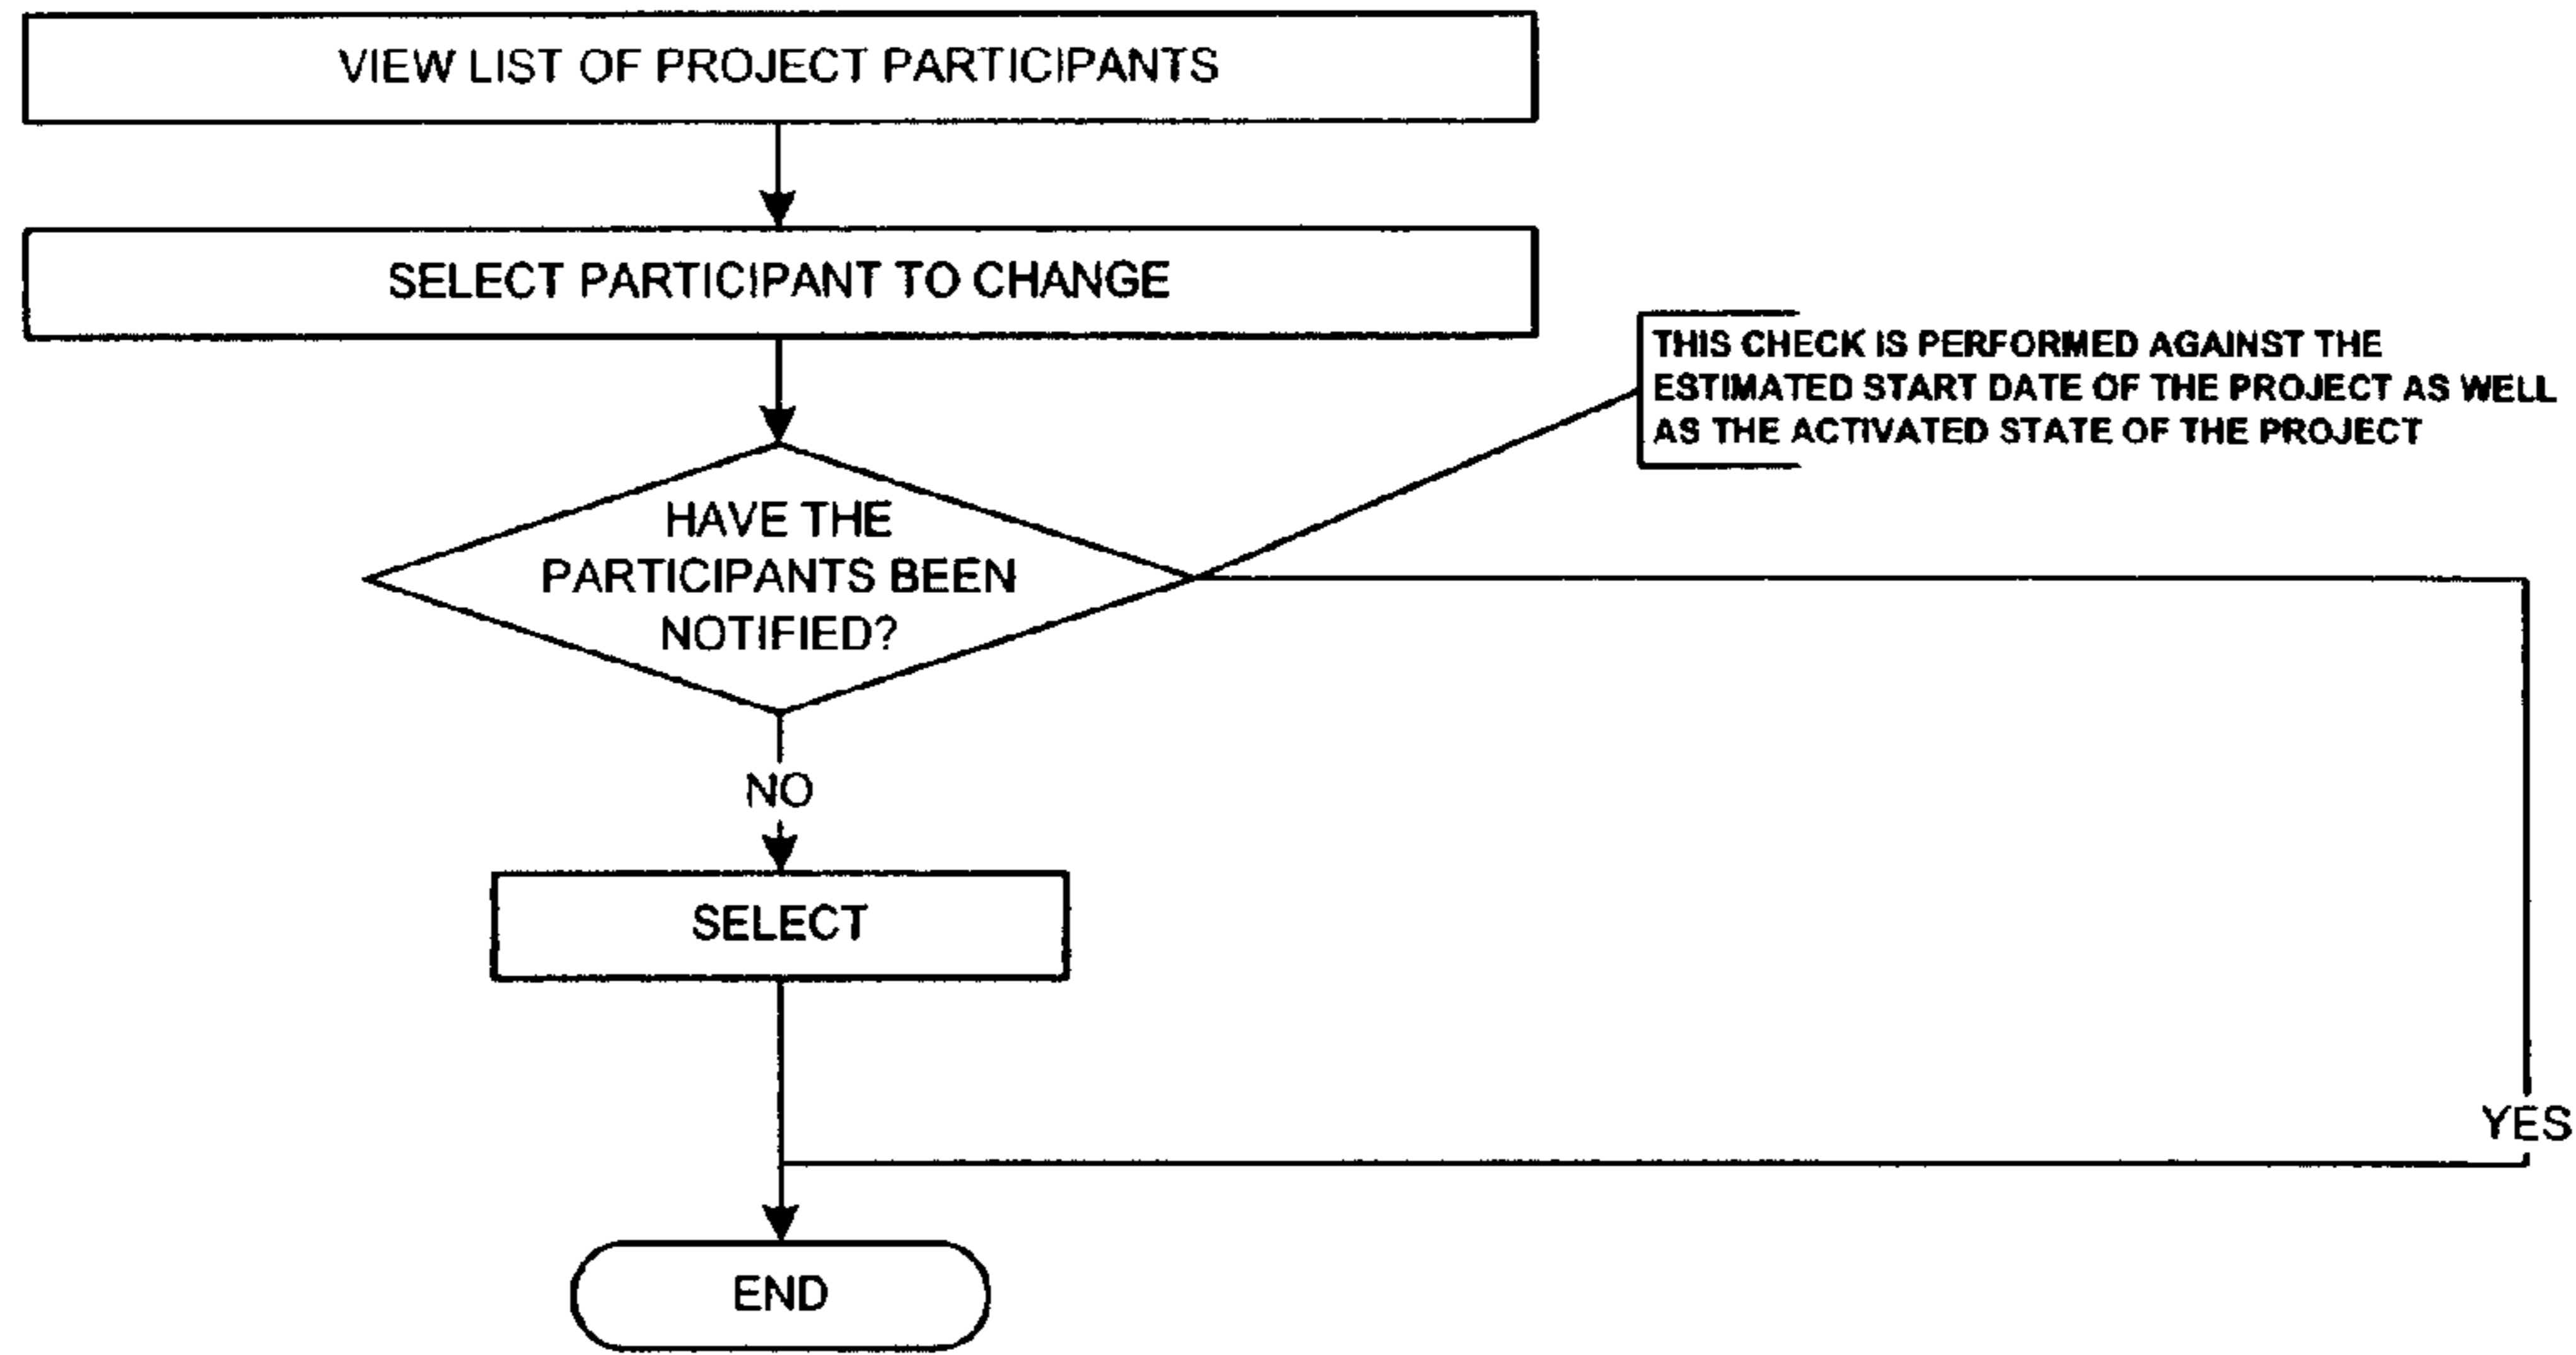 VIEW LIST OF PROJECT PARTICIPANTS
SELECT PARTICIPANT TO CHANGE
THIS CHECK IS PERFORMED AGAINST THE
ESTIMATED START DATE OF THE PROJECT AS WELL
AS THE ACTIVATED STATE OF THE PROJECT
HAVE THE
PARTICIPANTS BEEN
NOTIFIED?
NO
SELECT
YES
END